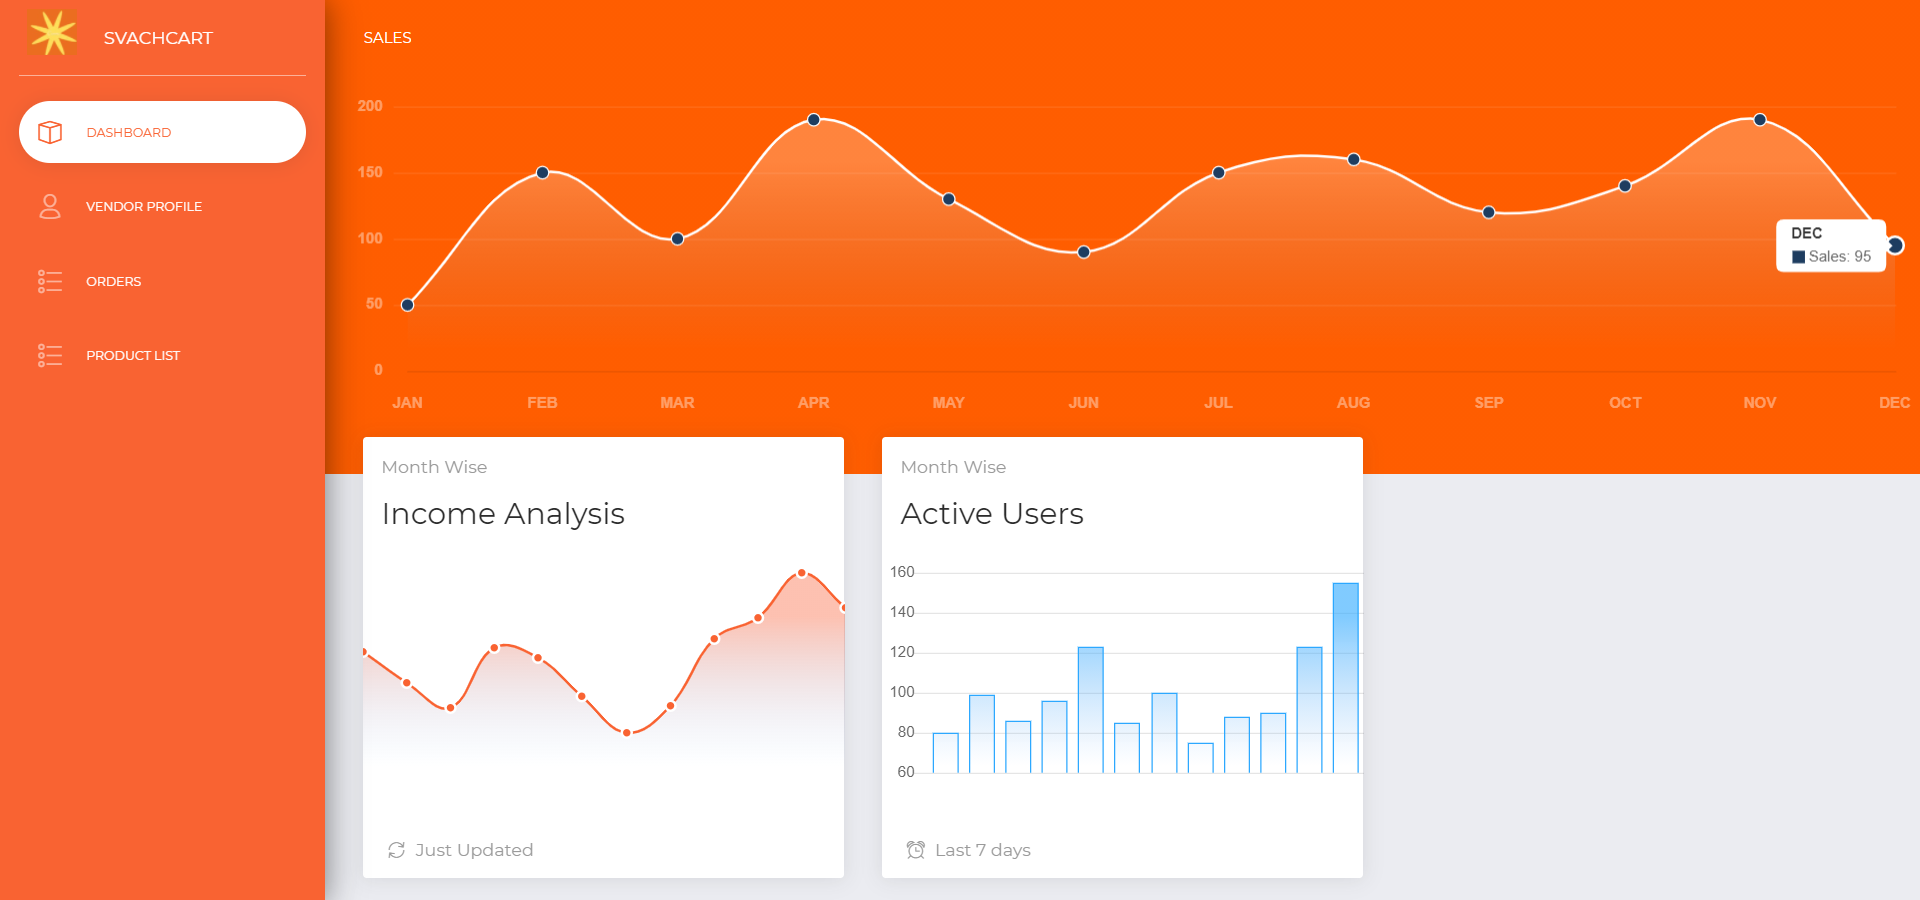 SVACHCART
DASHBOARD
VENDOR PROFILE
ORDERS
PRODUCT LIST
SALES
200
150
100
50
0
JAN FEB MAR APR MAY JUN JUL AUG SEP OCT NOV DEC
DEC
Sales: 95
Month Wise
Income Analysis
Just Updated
Month Wise
Active Users
160
140
120
100
80
60
Last 7 days